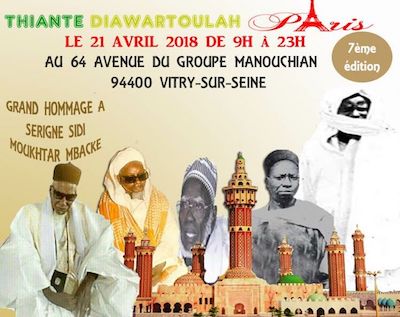 THIANTE DIAWARTOULAH PAris
LE 21 AVRIL 2018 DE 9H À 23H
AU 64 AVENUE DU GROUPE MANOUCHIAN
94400 VITRY-SUR-SEINE
7ème
édition
GRAND HOMMAGE A
SERIGNE SIDI
MOUKHTAR MBACKE